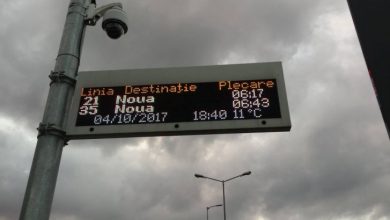 Linia Destinație Plecare
21 Noua 06:17
35 Noua 06:43
04/10/2017 18:40 11°C